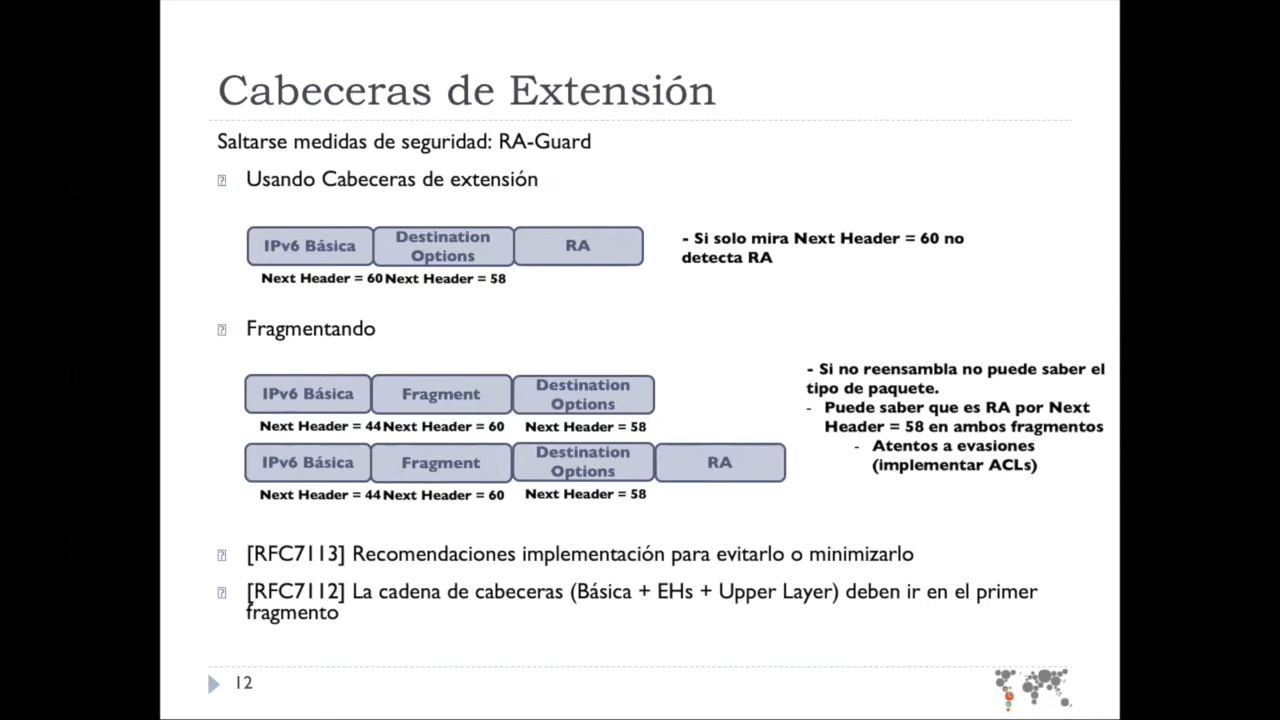 Cabeceras de Extensión
Saltarse medidas de seguridad: RA-Guard
Usando Cabeceras de extensión
IPv6 Básica
Destination
Options
RA
Next Header = 60
Next Header = 58
- Si solo mira Next Header = 60 no
detecta RA
Fragmentando
IPv6 Básica
Fragment
Destination
Options
Next Header = 44
Next Header = 60
Next Header = 58
IPv6 Básica
Fragment
Destination
Options
RA
Next Header = 44
Next Header = 60
Next Header = 58
- Si no reensambla no puede saber el
tipo de paquete.
- Puede saber que es RA por Next
Header = 58 en ambos fragmentos
- Atentos a evasiones
(implementar ACLs)
[RFC7113] Recomendaciones implementación para evitarlo o minimizarlo
[RFC7112] La cadena de cabeceras (Básica + EHs + Upper Layer) deben ir en el primer
fragmento
12